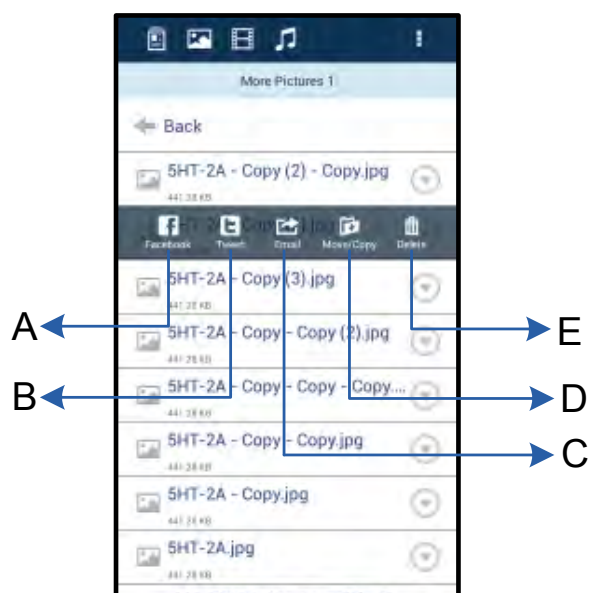 More Pictures 1
Back
5HT-2A - Copy (2) - Copy.jpg
441.28 KB
Facebook Tweet Email Move/Copy Delete
5HT-2A - Copy (3).jpg
441.28 KB
A E
5HT-2A - Copy - Copy (2).jpg
441.28 KB
B D
5HT-2A - Copy - Copy - Copy....
441.28 KB
C
5HT-2A - Copy - Copy.jpg
441.28 KB
5HT-2A - Copy.jpg
441.28 KB
5HT-2A.jpg
441.28 KB